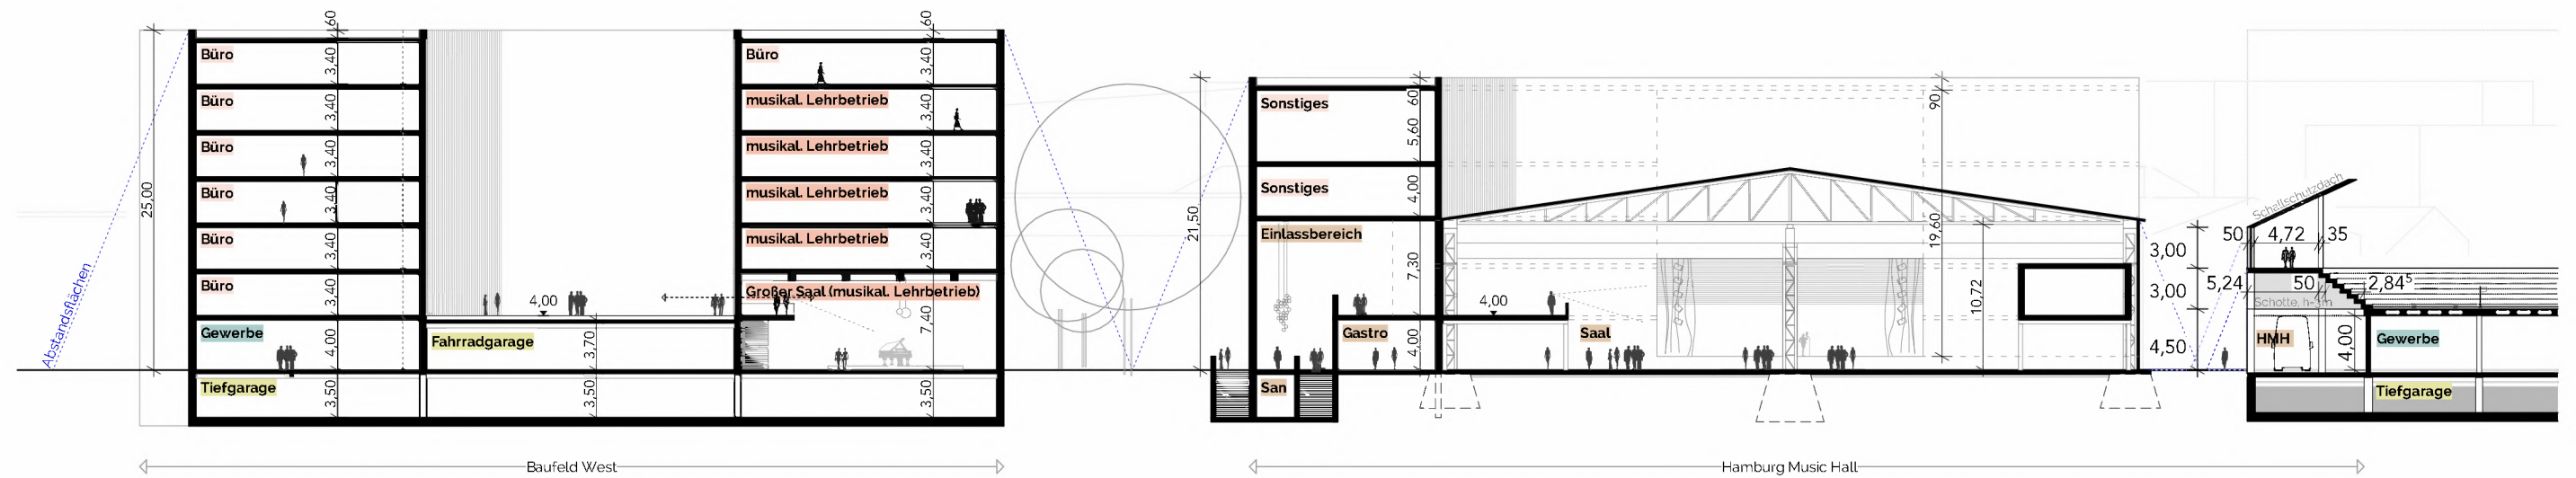 60
60
Büro
3,40
Büro
3,40
Büro
3,40
musikal. Lehrbetrieb
3,40
Büro
3,40
musikal. Lehrbetrieb
3,40
Büro
3,40
musikal. Lehrbetrieb
3,40
Büro
3,40
musikal. Lehrbetrieb
3,40
Büro
3,40
4,00
Großer Saal (musikal. Lehrbetrieb)
7,40
Gewerbe
4,00
Fahrradgarage
3,70
Tiefgarage
3,50
3,50
3,50
25,00
Abstandsflächen
Baufeld West
21,50
Sonstiges
60
5,60
Sonstiges
4,00
Einlassbereich
7,30
Gastro
4,00
San
4,00
Saal
90
19,60
10,72
3,00
3,00
4,50
Schallschutzdach
50
4,72
35
5,24
50
2,84⁵
HMH
4,00
Gewerbe
Tiefgarage
Hamburg Music Hall